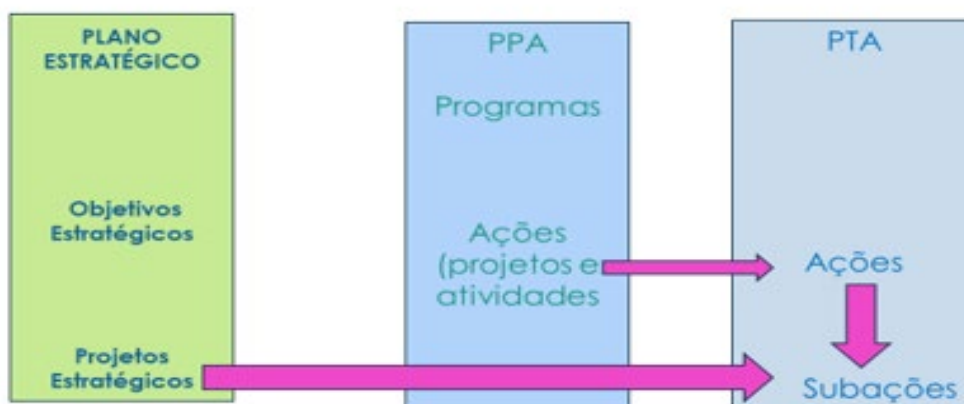 PLANO
ESTRATÉGICO
Objetivos
Estratégicos
Projetos
Estratégicos
PPA
Programas
Ações
(projetos e
atividades
PTA
Ações
Subações